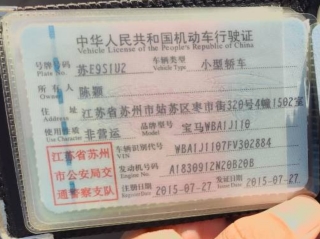 中华人民共和国机动车行驶证
Vehicle License of the People's Republic of China
号牌号码 苏E9S1U2 车辆类型 小型轿车
Plate No. Vehicle Type
所有人 陈颢
住址 江苏省苏州市姑苏区枣市街320号4幢1502室
Address
使用性质 非营运 品牌型号 宝马WBA1J110
Use Character Model
江苏省苏州
市公安局交
通警察支队
车辆识别代号 WBA1J1107FV302884
VIN
发动机号码 A1830912N20B20B
Engine No.
注册日期 2015-07-27 发证日期 2015-07-27
Register Date Issue Date